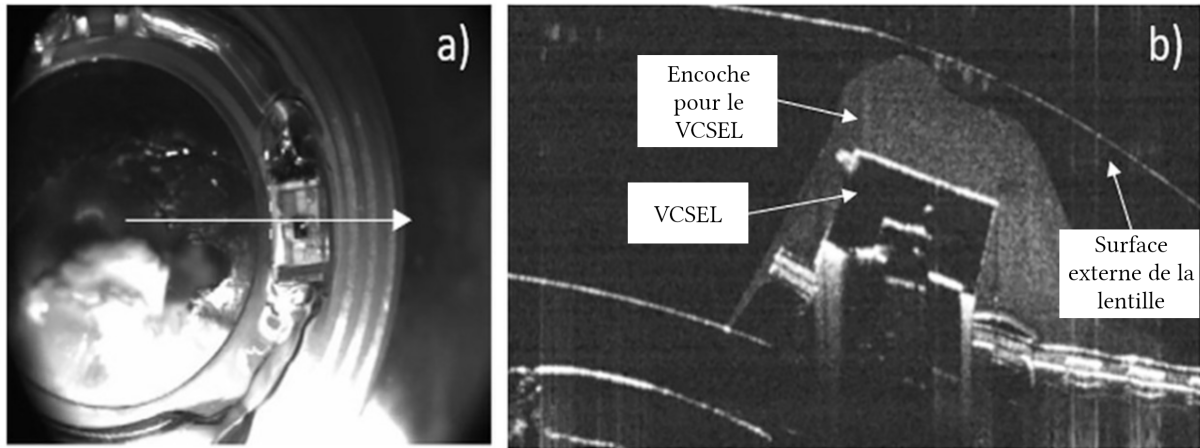 a)
b)
Encoche
pour le
VCSEL
VCSEL
Surface
externe de la
lentille